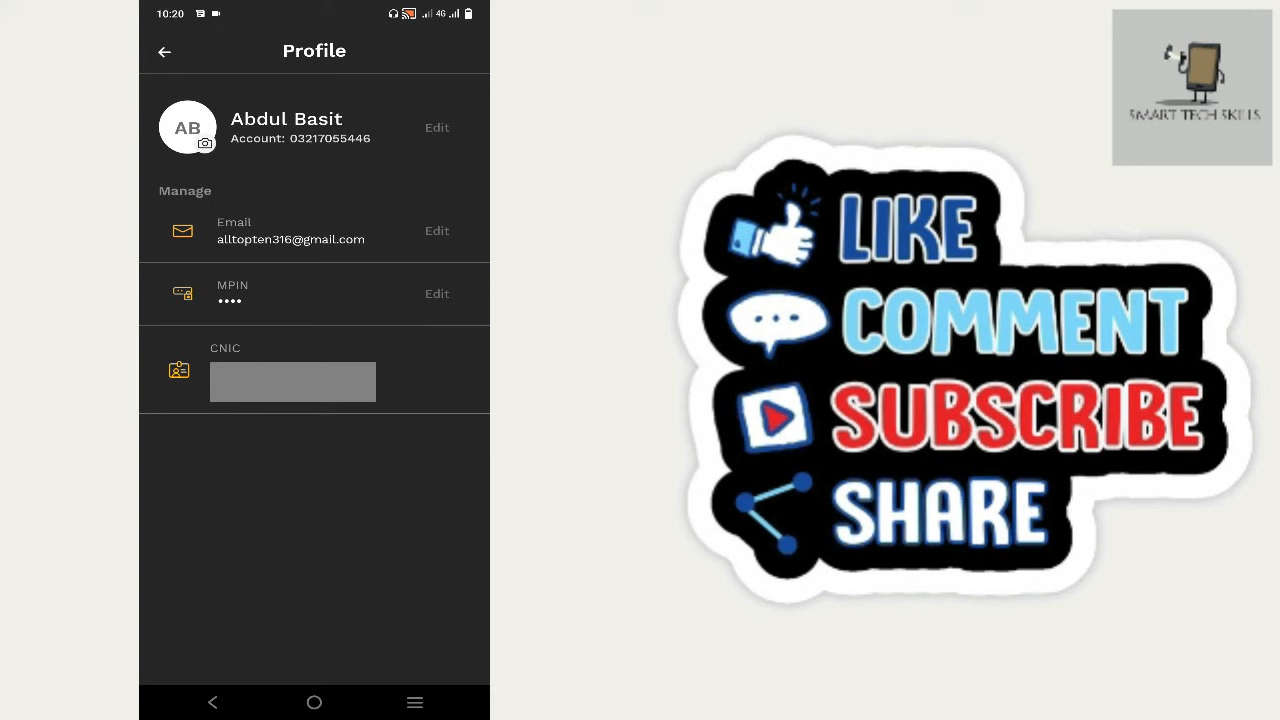 10:20
4G
Profile
AB
Abdul Basit
Account: 03217055446
Edit
Manage
Email
alltopten316@gmail.com
Edit
MPIN
••••
Edit
CNIC
LIKE
COMMENT
SUBSCRIBE
SHARE
SMART TECH SKILLS